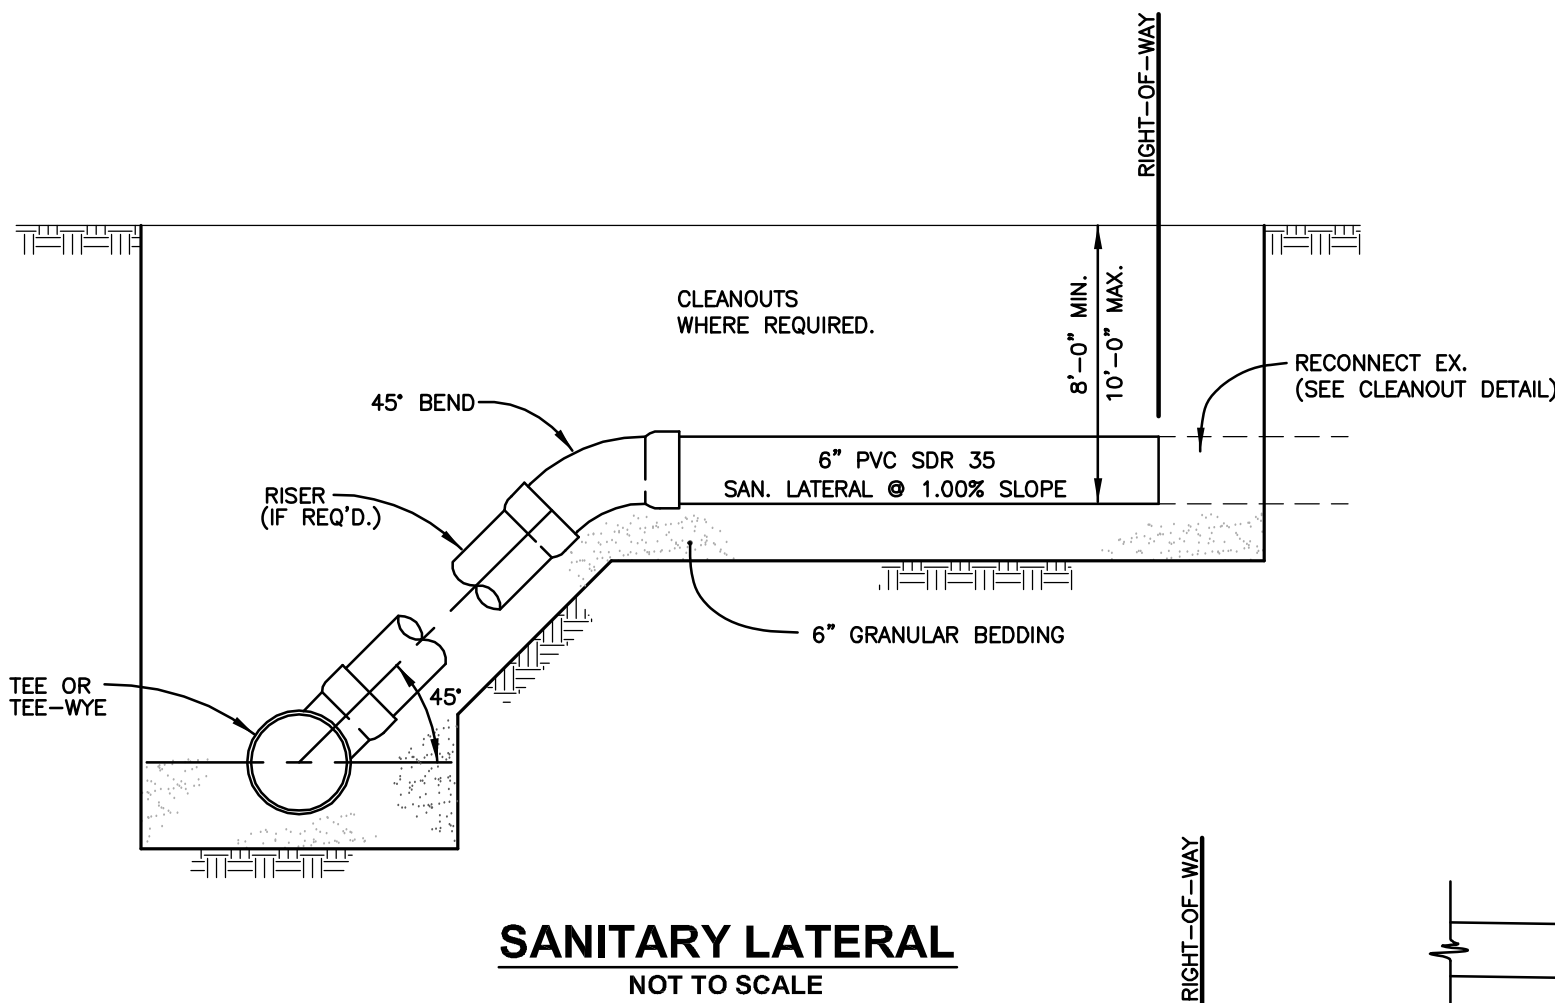 RIGHT-OF-WAY
CLEANOUTS
WHERE REQUIRED.
8'-0" MIN.
10'-0" MAX.
RECONNECT EX.
(SEE CLEANOUT DETAIL)
45° BEND
6" PVC SDR 35
SAN. LATERAL @ 1.00% SLOPE
RISER
(IF REQ'D.)
6" GRANULAR BEDDING
TEE OR
TEE-WYE
45°
RIGHT-OF-WAY
SANITARY LATERAL
NOT TO SCALE